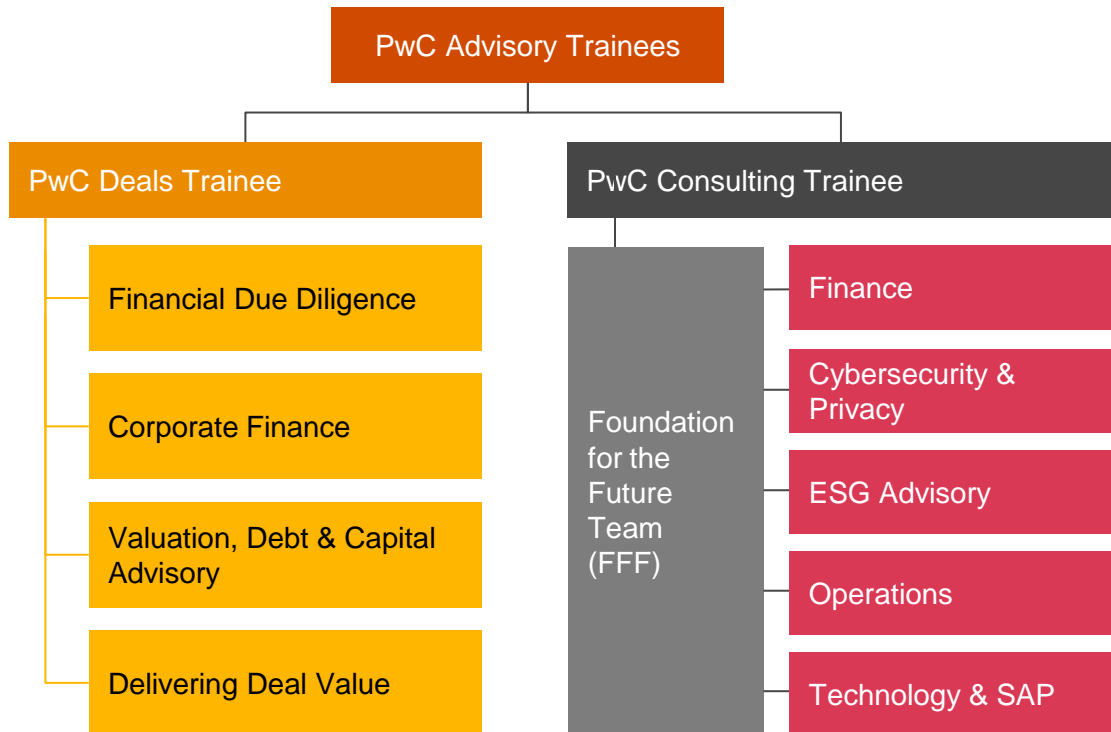 PwC Advisory Trainees
PwC Deals Trainee
Financial Due Diligence
Corporate Finance
Valuation, Debt & Capital
Advisory
Delivering Deal Value
PwC Consulting Trainee
Foundation
for the
Future
Team
(FFF)
Finance
Cybersecurity &
Privacy
ESG Advisory
Operations
Technology & SAP